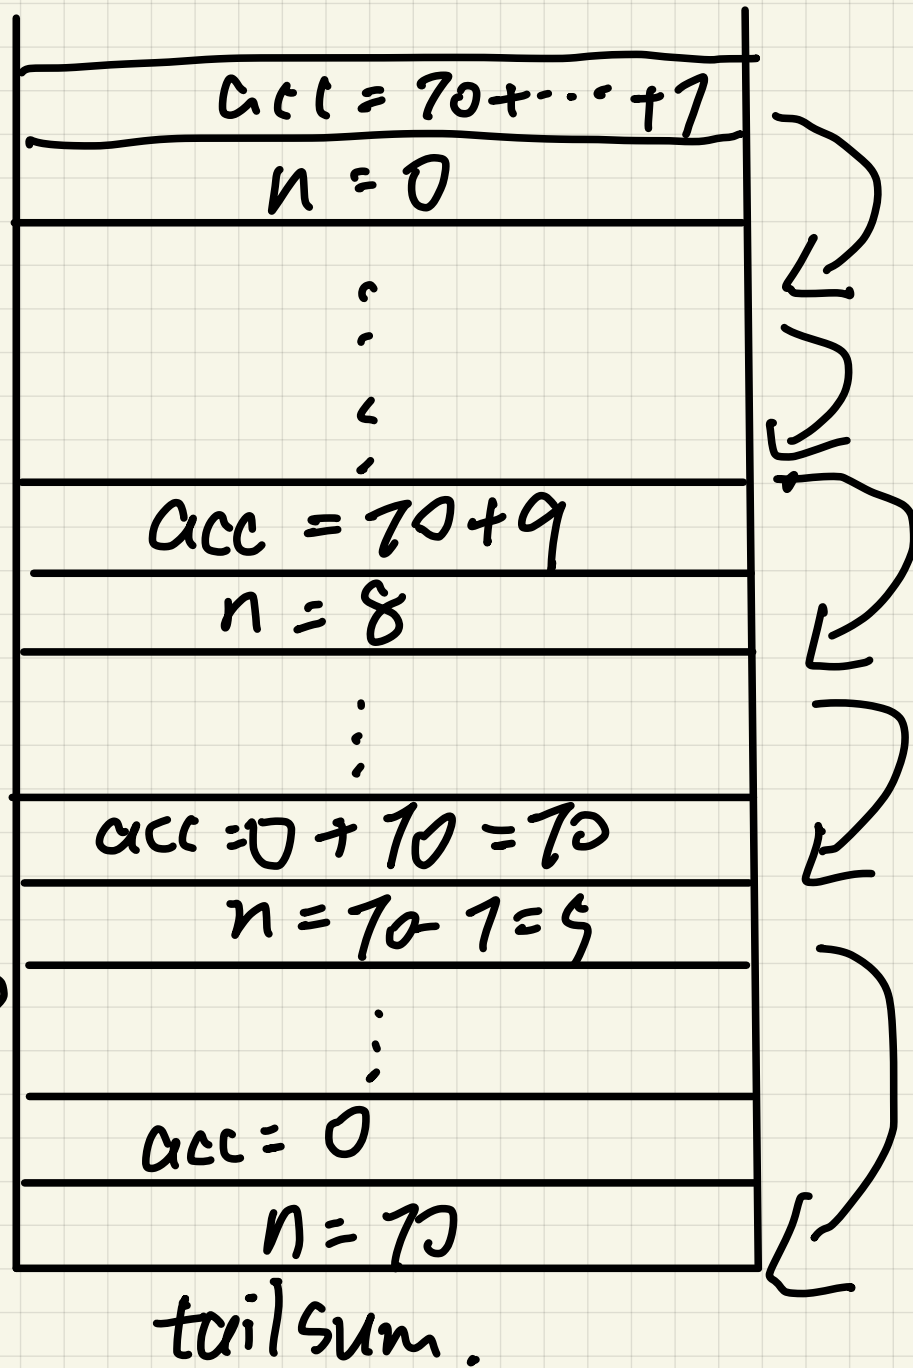 acc = 10+....+1
n = 0
acc = 10+9
n = 8
acc = 0 + 10 = 10
n = 10-1 = 9
acc = 0
n = 10
tailsum.